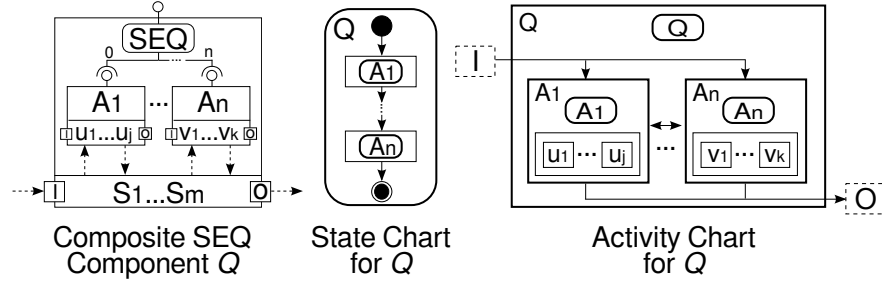 SEQ
0 ... n
A1 ... An
I u1...uj O I v1...vk O
I S1...Sm O
Composite SEQ
Component Q
Q
A1
An
State Chart
for Q
Q Q
I
A1 An
A1 An
u1 ... uj ... v1 ... vk
O
Activity Chart
for Q